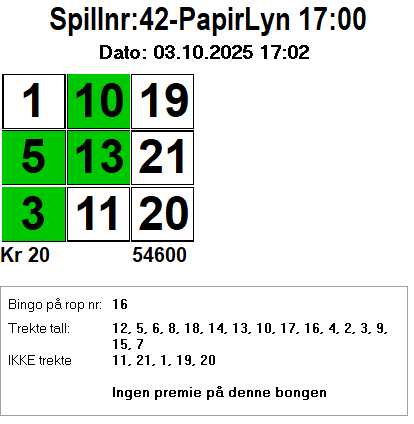 Spillnr:42-PapirLyn 17:00
Dato: 03.10.2025 17:02
1 10 19
5 13 21
3 11 20
Kr 20 54600
Bingo på rop nr: 16
Trekte tall: 12, 5, 6, 8, 18, 14, 13, 10, 17, 16, 4, 2, 3, 9,
15, 7
IKKE trekte 11, 21, 1, 19, 20
Ingen premie på denne bongen